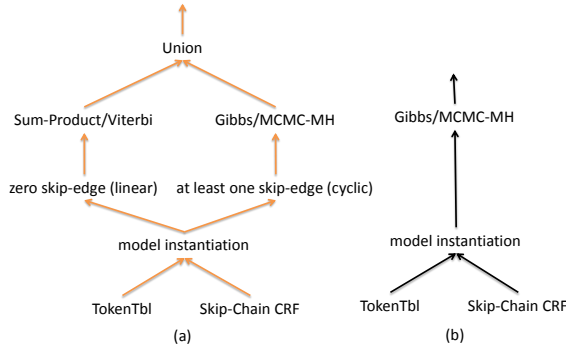 Union
Sum-Product/Viterbi
Gibbs/MCMC-MH
zero skip-edge (linear)
at least one skip-edge (cyclic)
model instantiation
TokenTbl
Skip-Chain CRF
(a)
Gibbs/MCMC-MH
model instantiation
TokenTbl
Skip-Chain CRF
(b)